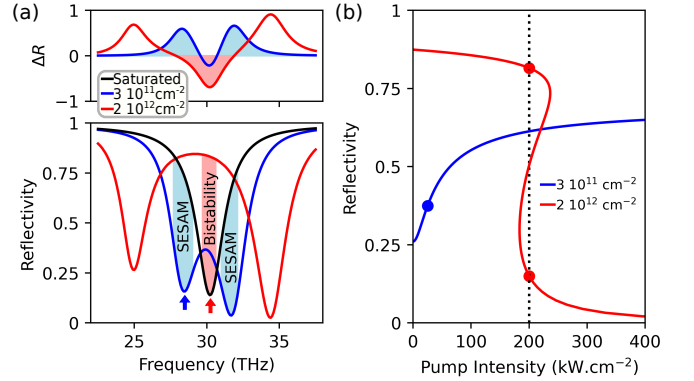 (a)
1
0
−1
ΔR
Saturated
3 10¹¹cm⁻²
2 10¹²cm⁻²
1
0.75
0.5
0.25
0
Reflectivity
SESAM
Bistability
SESAM
25
30
35
Frequency (THz)
(b)
1
0.75
0.5
0.25
0
Reflectivity
3 10¹¹ cm⁻²
2 10¹² cm⁻²
0
100
200
300
400
Pump Intensity (kW.cm⁻²)